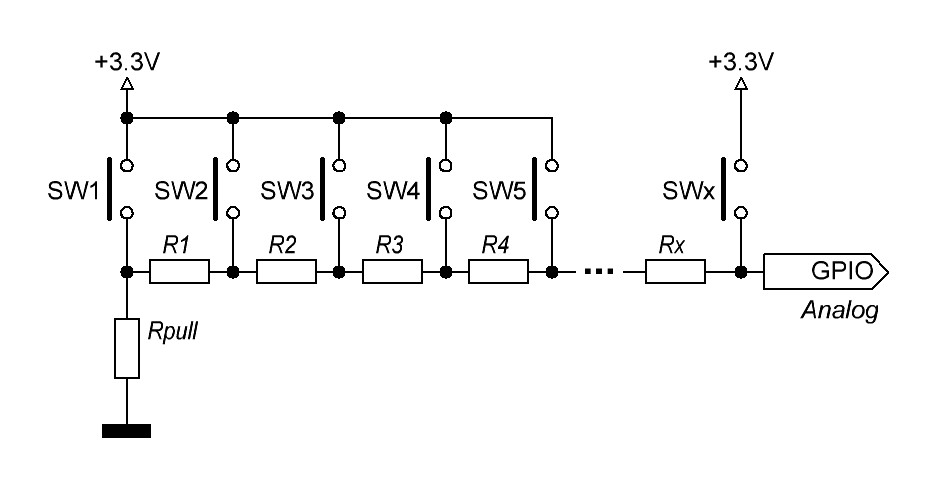 +3.3V +3.3V
SW1 SW2 SW3 SW4 SW5 SWx
R1 R2 R3 R4 ... Rx
GPIO
Analog
Rpull